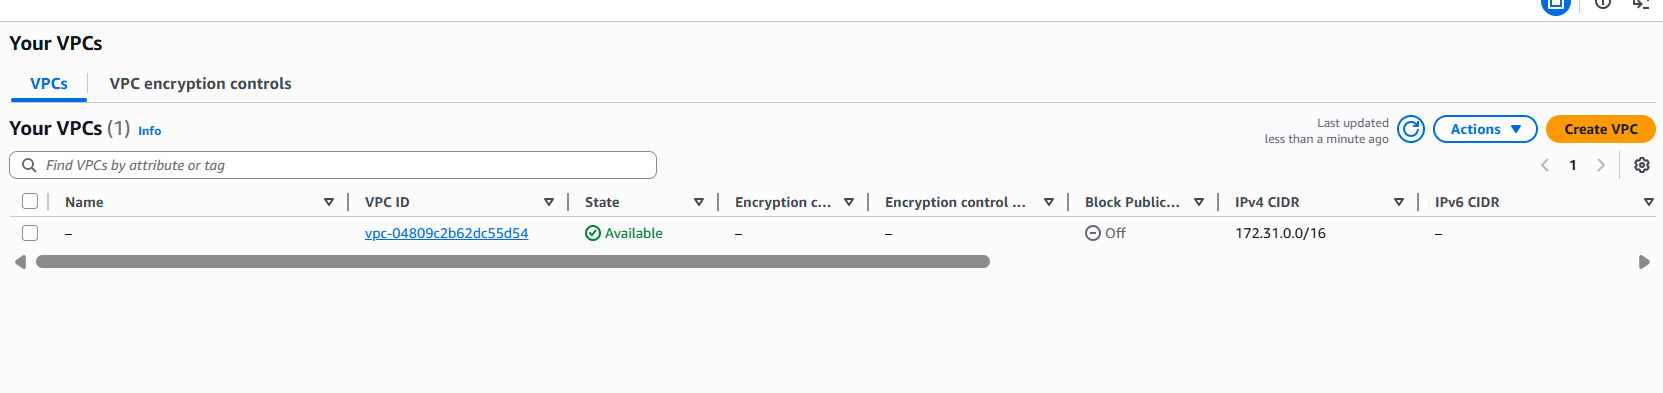 Your VPCs
VPCs
VPC encryption controls
Your VPCs (1) Info
Last updated
less than a minute ago
Actions
Create VPC
Find VPCs by attribute or tag
1
Name VPC ID State Encryption c... Encryption control ... Block Public... IPv4 CIDR IPv6 CIDR
– vpc-04809c2b62dc55d54 Available – – Off 172.31.0.0/16 –